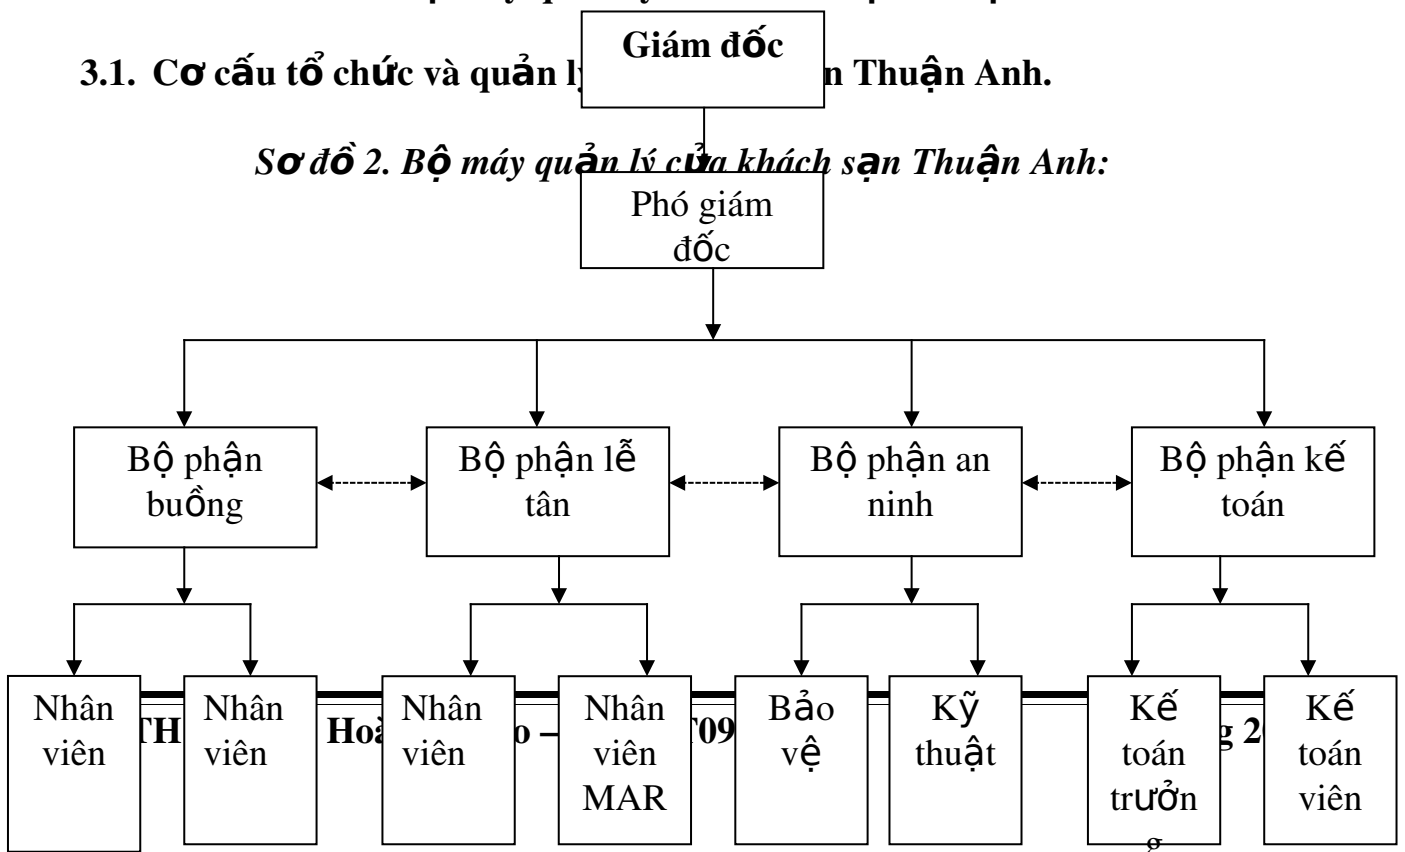 Giám đốc
3.1. Cơ cấu tổ chức và quản n Thuận Anh.
Sơ đồ 2. Bộ máy quản lý của khách sạn Thuận Anh:
Phó giám
đốc
Bộ phận
buồng
Bộ phận lễ
tân
Bộ phận an
ninh
Bộ phận kế
toán
Nhân
viên
Nhân
viên
Nhân
viên
Nhân
viên
MAR
Bảo
vệ
Kỹ
thuật
Kế
toán
trưởn
g
Kế
toán
viên